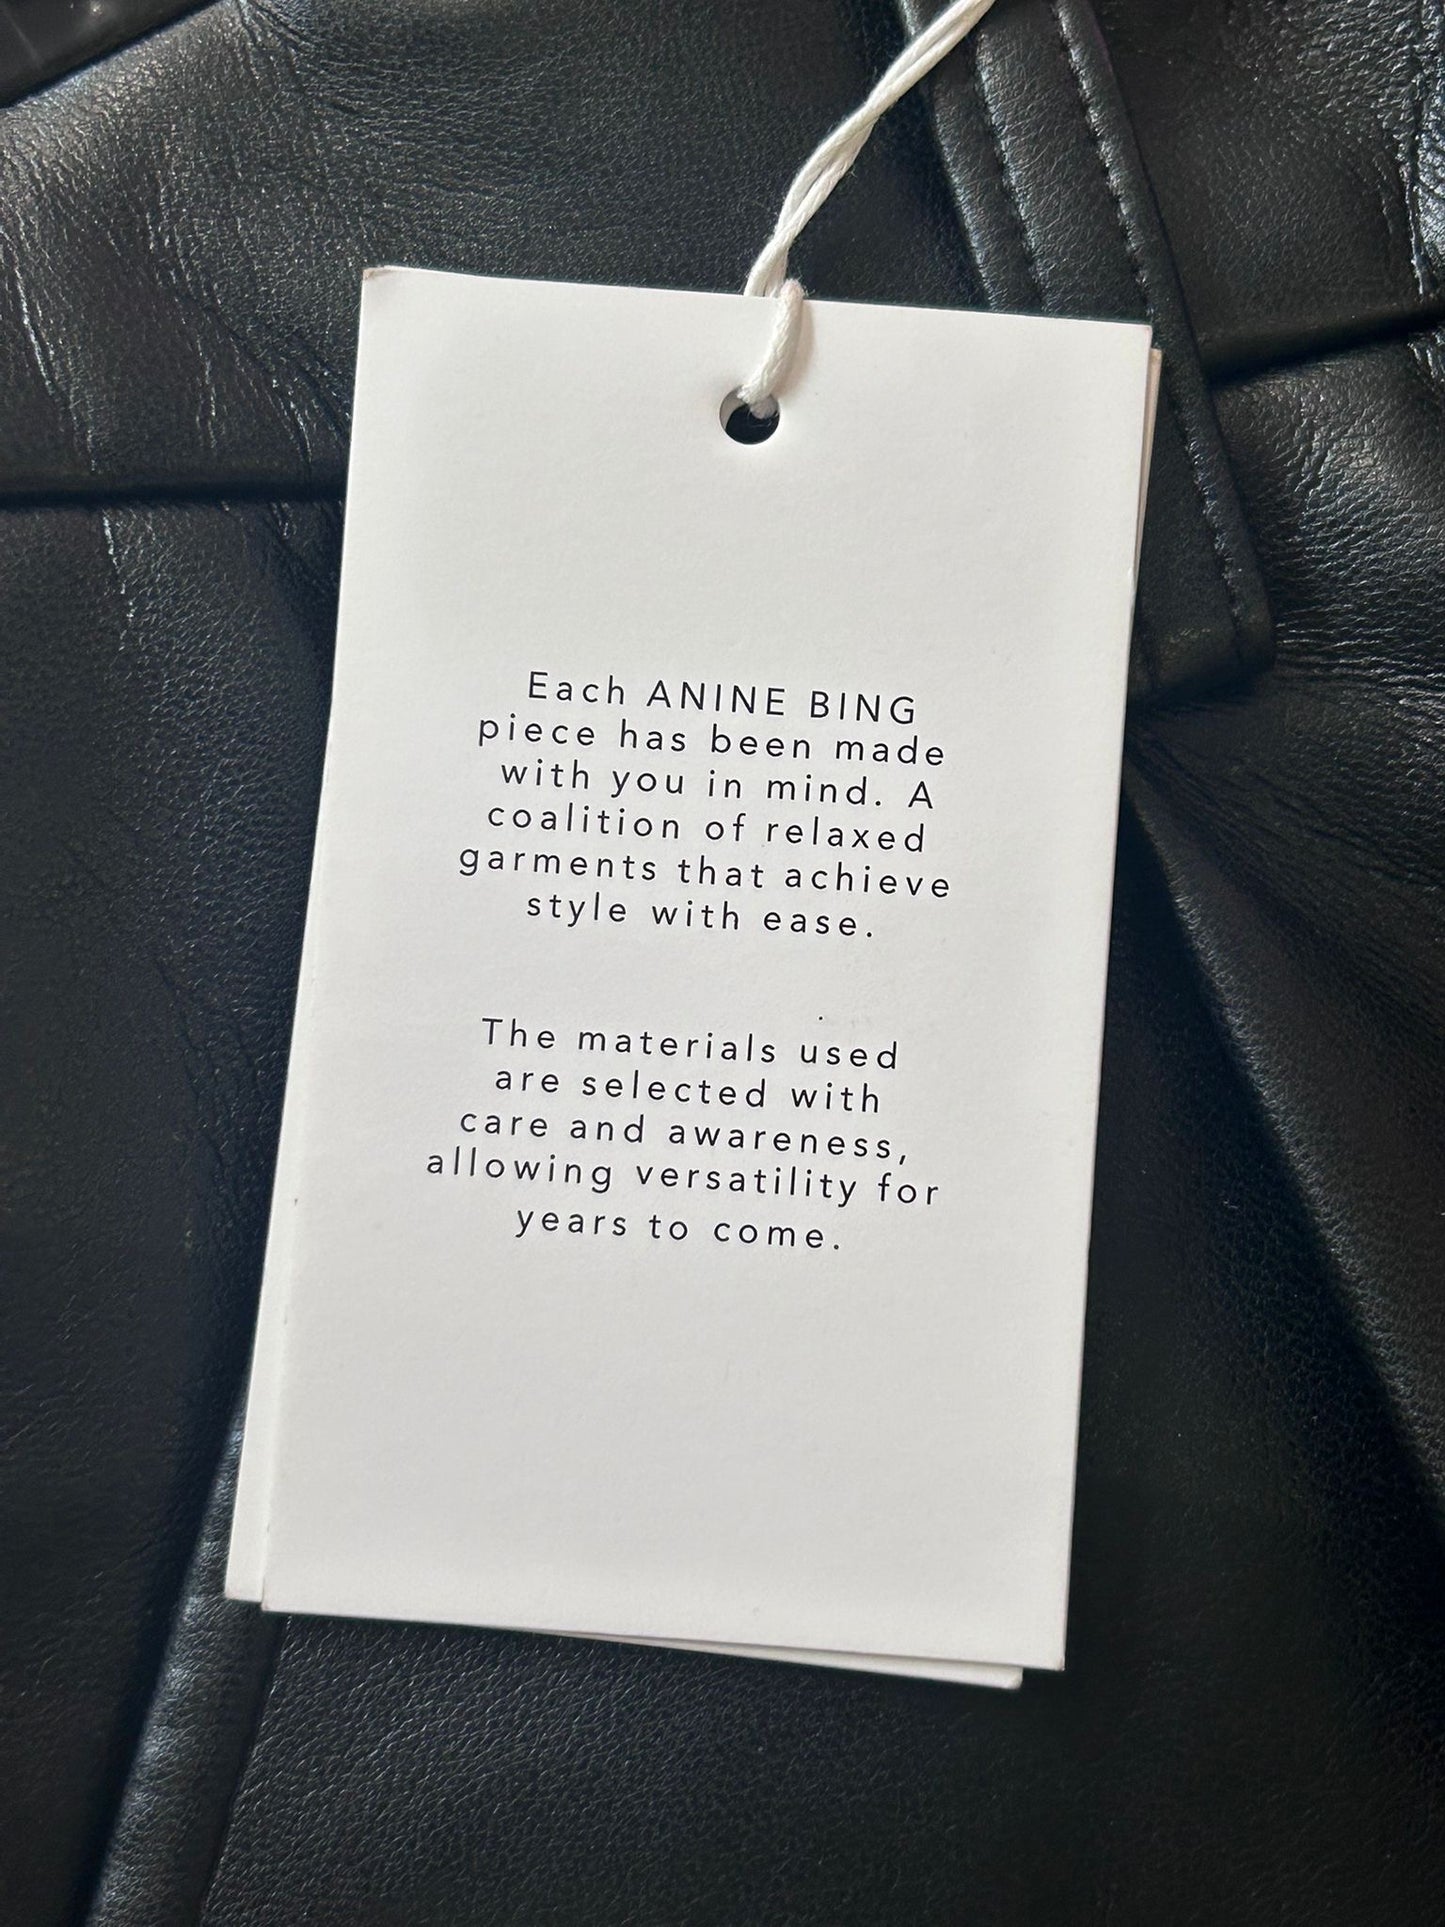 Each ANINE BING
piece has been made
with you in mind. A
coalition of relaxed
garments that achieve
style with ease.
The materials used
are selected with
care and awareness,
allowing versatility for
years to come.